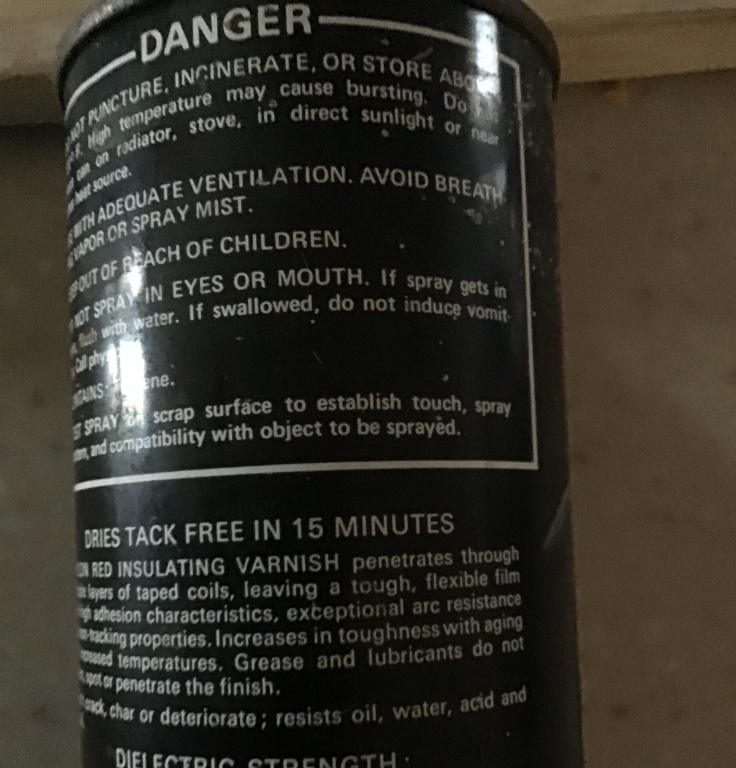 DANGER
NOT PUNCTURE, INCINERATE, OR STORE
F. High temperature may cause bursting. Do
can on radiator, stove, in direct sunlight or near
heat source.
WITH ADEQUATE VENTILATION. AVOID BREATH-
VAPOR OR SPRAY MIST.
OUT OF REACH OF CHILDREN.
NOT SPRAY IN EYES OR MOUTH. If spray gets in
flush with water. If swallowed, do not induce vomit-
Call
ene.
SPRAY on scrap surface to establish touch, spray
and compatibility with object to be sprayed.
DRIES TACK FREE IN 15 MINUTES
RED INSULATING VARNISH penetrates through
layers of taped coils, leaving a tough, flexible film
adhesion characteristics, exceptional arc resistance
-tracking properties. Increases in toughness with aging
temperatures. Grease and lubricants do not
spot or penetrate the finish.
crack, char or deteriorate; resists oil, water, acid and
DIELECTRIC STRENGTH: